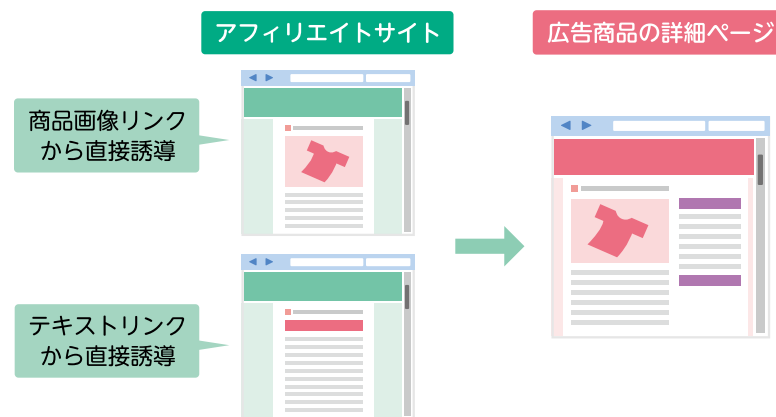 アフィリエイトサイト
広告商品の詳細ページ
商品画像リンク
から直接誘導
テキストリンク
から直接誘導